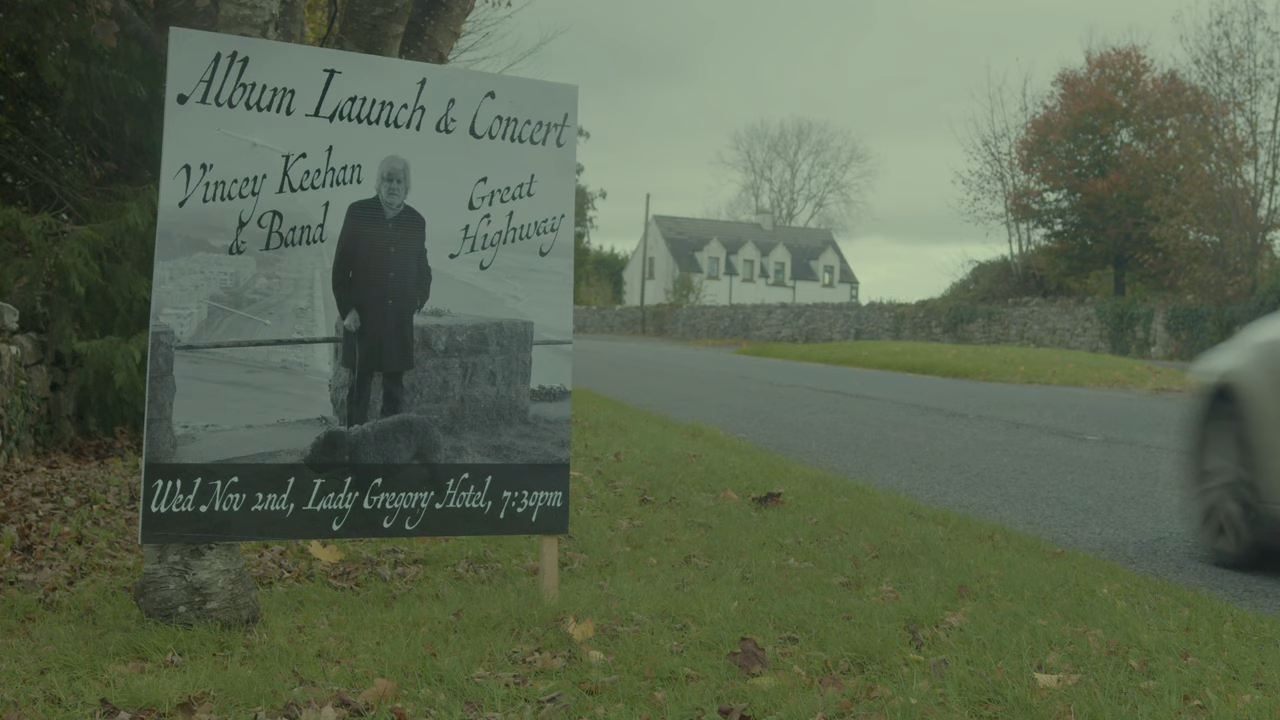 Album Launch & Concert
Vincey Keehan
& Band
Great
Highway
Wed Nov 2nd, Lady Gregory Hotel, 7:30pm